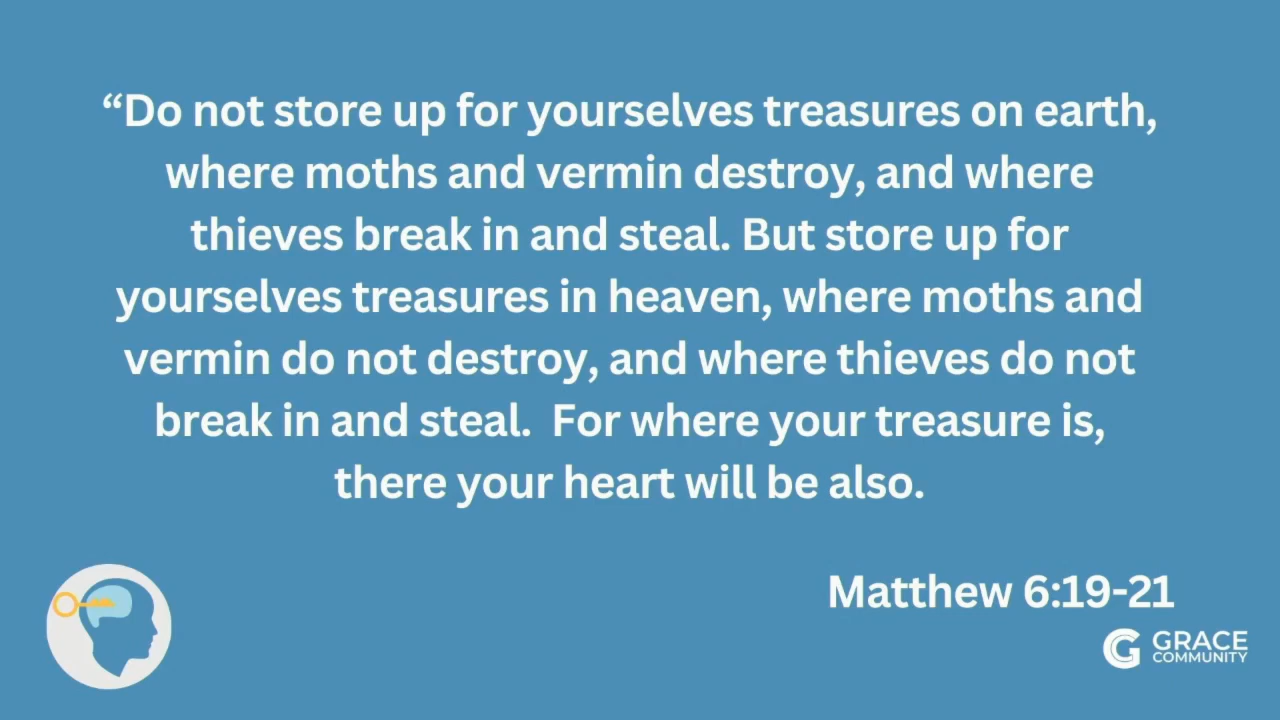 “Do not store up for yourselves treasures on earth,
where moths and vermin destroy, and where
thieves break in and steal. But store up for
yourselves treasures in heaven, where moths and
vermin do not destroy, and where thieves do not
break in and steal.  For where your treasure is,
there your heart will be also.
Matthew 6:19-21
GRACE
COMMUNITY